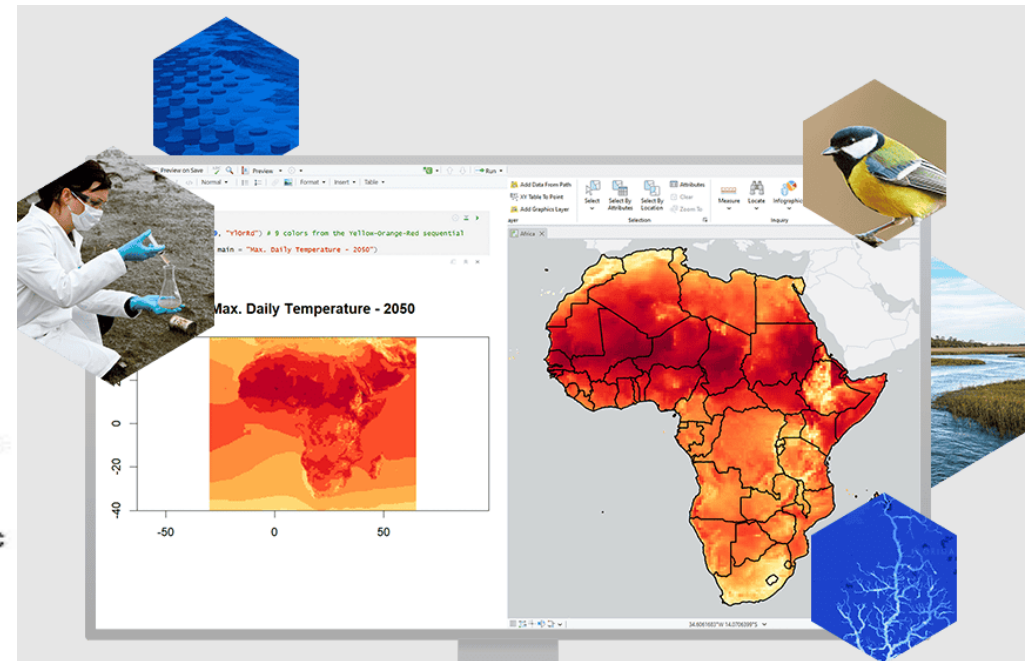 Preview on Save
Preview
Run
Normal
Format
Insert
Table
, "YlOrRd") # 9 colors from the Yellow-Orange-Red sequential
main = "Max. Daily Temperature - 2050")
Max. Daily Temperature - 2050
0
-20
-40
-50
0
50
Add Data From Path
XY Table To Point
Add Graphics Layer
Select
Select By Attributes
Select By Location
Attributes
Clear
Zoom To
Measure
Locate
Infographics
Selection
Inquiry
Africa